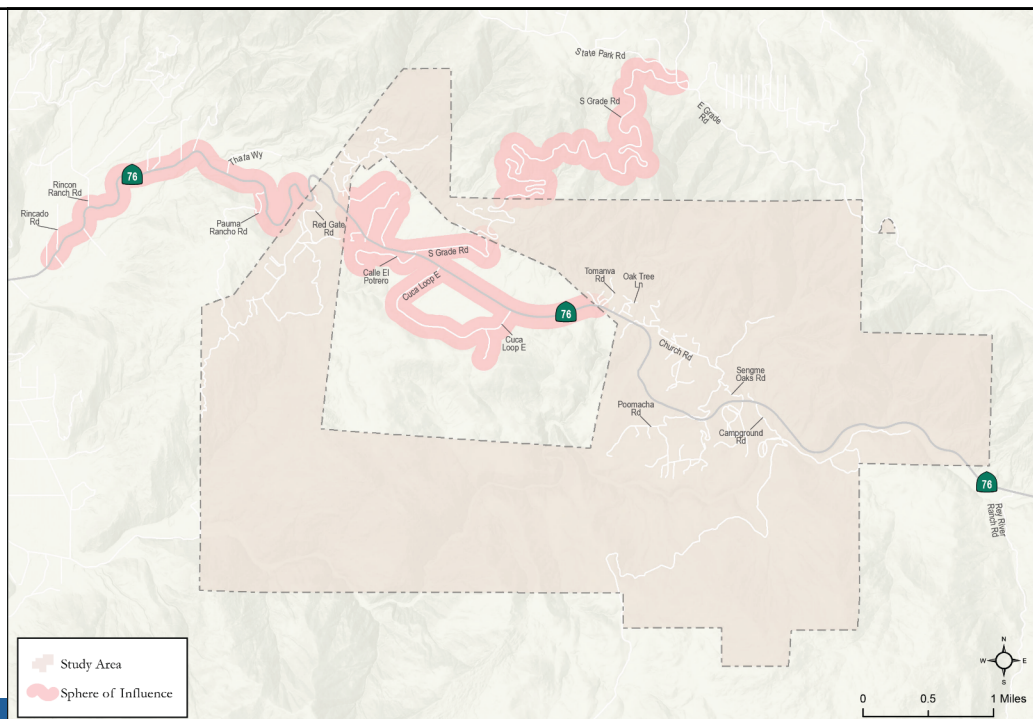 State Park Rd
S Grade Rd
E Grade
Rd
Thafa Wy
76
Rincon
Ranch Rd
Rincado
Rd
Pauma
Rancho Rd
Red Gate
Rd
S Grade Rd
Calle El
Potrero
Cuca Loop E
Tomanva
Rd
Oak Tree
Ln
76
Cuca
Loop E
Church Rd
Sengme
Oaks Rd
Poomacha
Rd
Campground
Rd
76
Rey River
Ranch Rd
Study Area
Sphere of Influence
N
W
E
S
0 0.5 1 Miles